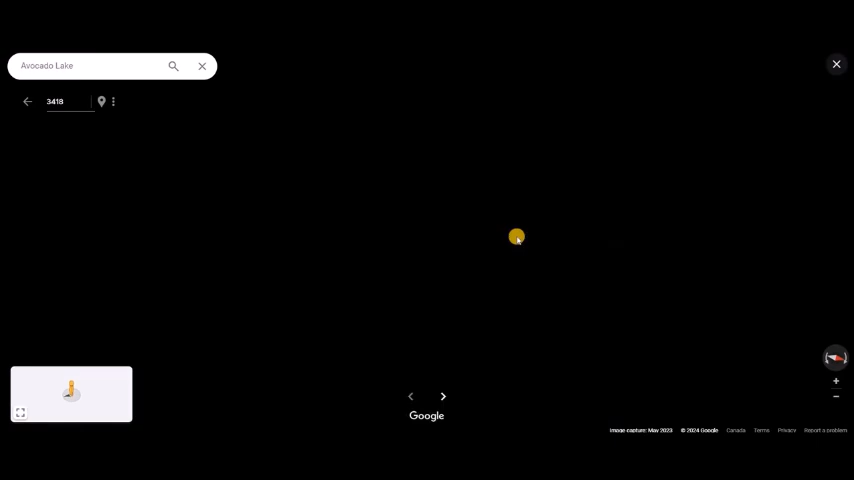 Avocado Lake
3418
Google
Image capture: May 2023 © 2024 Google Canada Terms Privacy Report a problem